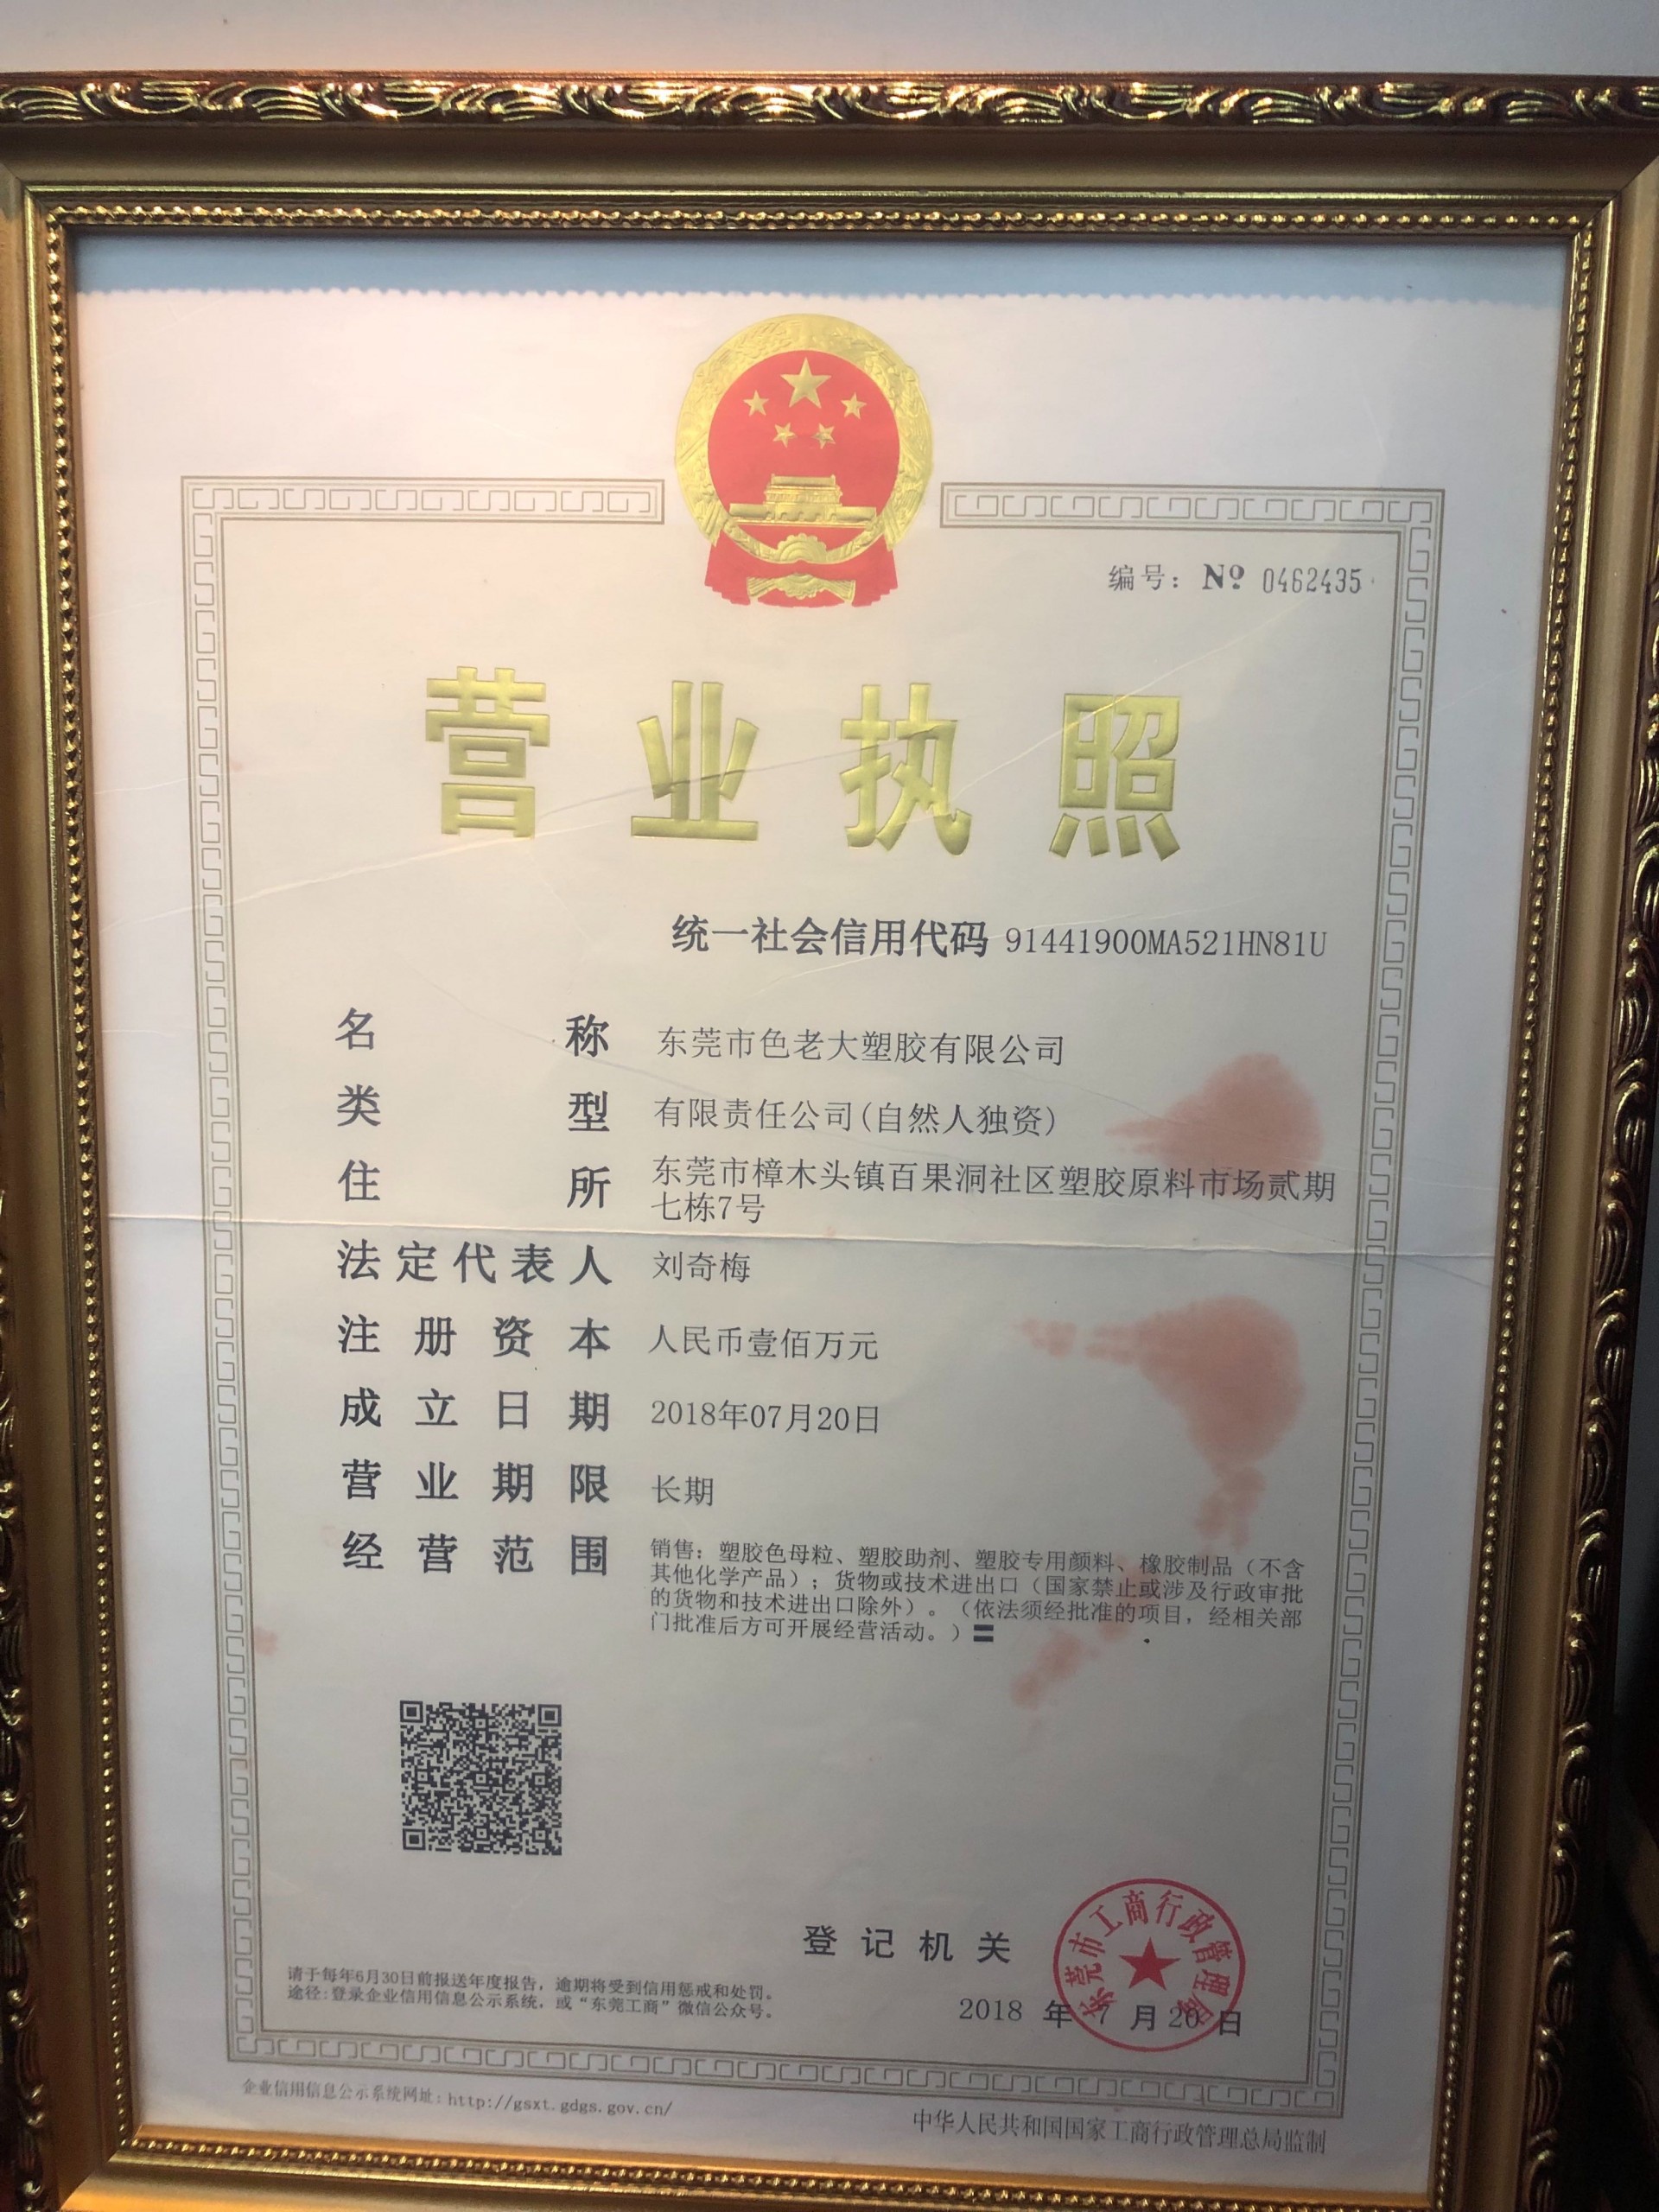 编号：№ 0462435
营业执照
统一社会信用代码 91441900MA521HN81U
名称 东莞市色老大塑胶有限公司
类型 有限责任公司(自然人独资)
住所 东莞市樟木头镇百果洞社区塑胶原料市场贰期
七栋7号
法定代表人 刘奇梅
注册资本 人民币壹佰万元
成立日期 2018年07月20日
营业期限 长期
经营范围 销售：塑胶色母粒、塑胶助剂、塑胶专用颜料、橡胶制品（不含
其他化学产品）；货物或技术进出口（国家禁止或涉及行政审批
的货物和技术进出口除外）。（依法须经批准的项目，经相关部
门批准后方可开展经营活动。）〓
登记机关
东莞市工商行政管理局
2018 年 7 月 20 日
请于每年6月30日前报送年度报告，逾期将受到信用惩戒和处罚。
途径:登录企业信用信息公示系统，或“东莞工商”微信公众号。
企业信用信息公示系统网址：http://gsxt.gdgs.gov.cn/
中华人民共和国国家工商行政管理总局监制